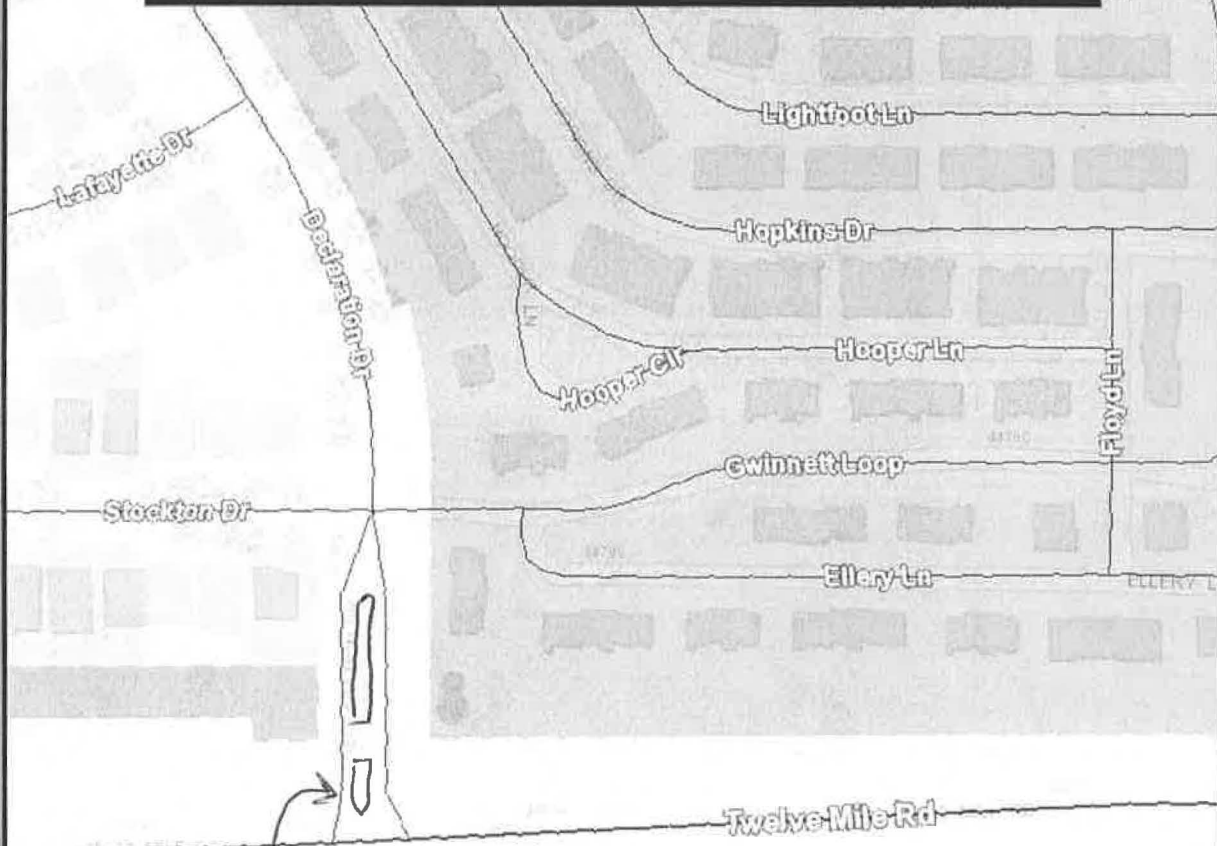 Lightfoot Ln
Lafayette Dr
Hopkins Dr
Declaration Dr
LN
Hooper Ln
Hooper Cir
Floyd Ln
Gwinnett Loop
Stockton Dr
Ellery Ln
Twelve Mile Rd